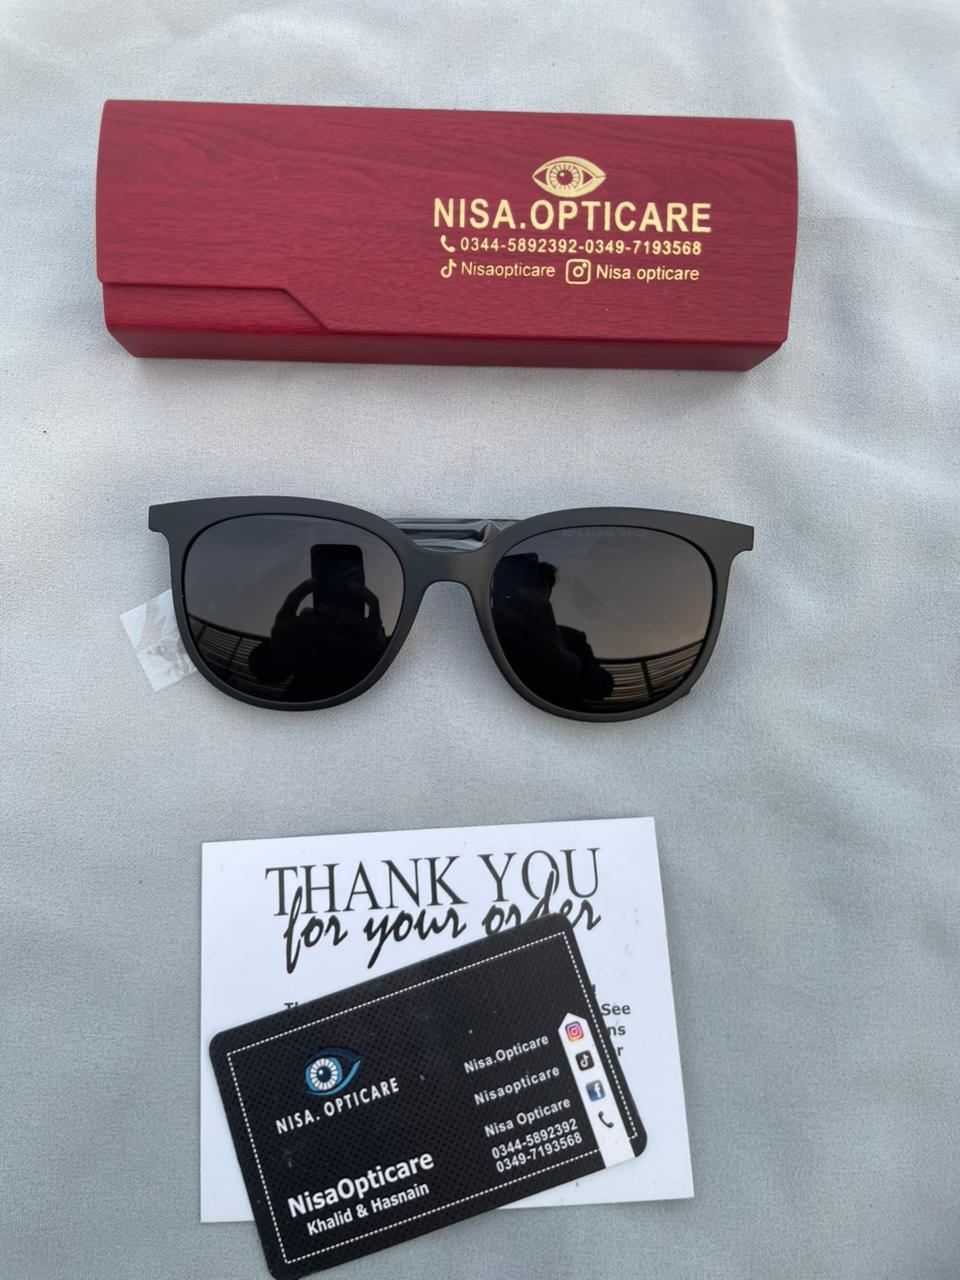 NISA.OPTICARE
0344-5892392-0349-7193568
Nisaopticare Nisa.opticare
THANK YOU
for your order
See
NISA. OPTICARE
NisaOpticare
Khalid & Hasnain
Nisa.Opticare
Nisaopticare
Nisa Opticare
0344-5892392
0349-7193568